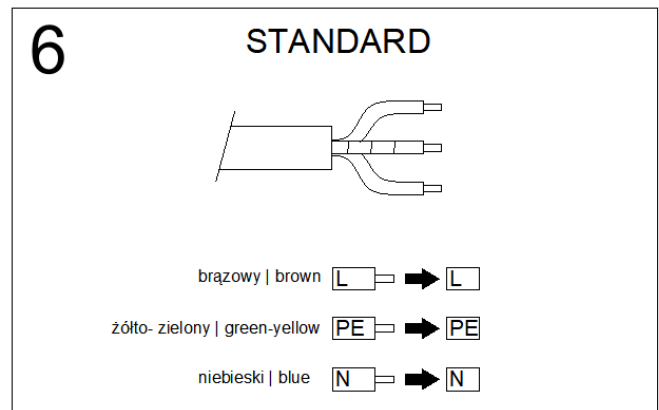 6 STANDARD
brązowy | brown L L
żółto- zielony | green-yellow PE PE
niebieski | blue N N